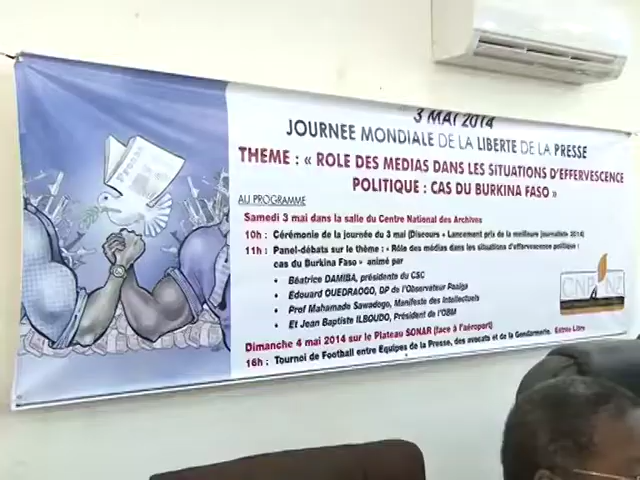 3 MAI 2014
JOURNEE MONDIALE DE LA LIBERTE DE LA PRESSE
THEME : « ROLE DES MEDIAS DANS LES SITUATIONS D'EFFERVESCENCE
POLITIQUE : CAS DU BURKINA FASO »
AU PROGRAMME
Samedi 3 mai dans la salle du Centre National des Archives
10h : Cérémonie de la journée du 3 mai (Discours + Lancement prix de la meilleure journaliste 2014)
11h : Panel-débats sur le thème : « Rôle des médias dans les situations d'effervescence politique :
cas du Burkina Faso » animé par
• Béatrice DAMIBA, présidente du CSC
• Edouard OUEDRAOGO, DP de l'Observateur Paalga
• Prof Mahamade Sawadogo, Manifeste des Intellectuels
• Et Jean Baptiste ILBOUDO, Président de l'OBM
Dimanche 4 mai 2014 sur le Plateau SONAR (face à l'aéroport)
16h : Tournoi de Football entre Equipes de la Presse, des avocats et de la Gendarmerie. Entrée Libre
Presse
CNP NZ